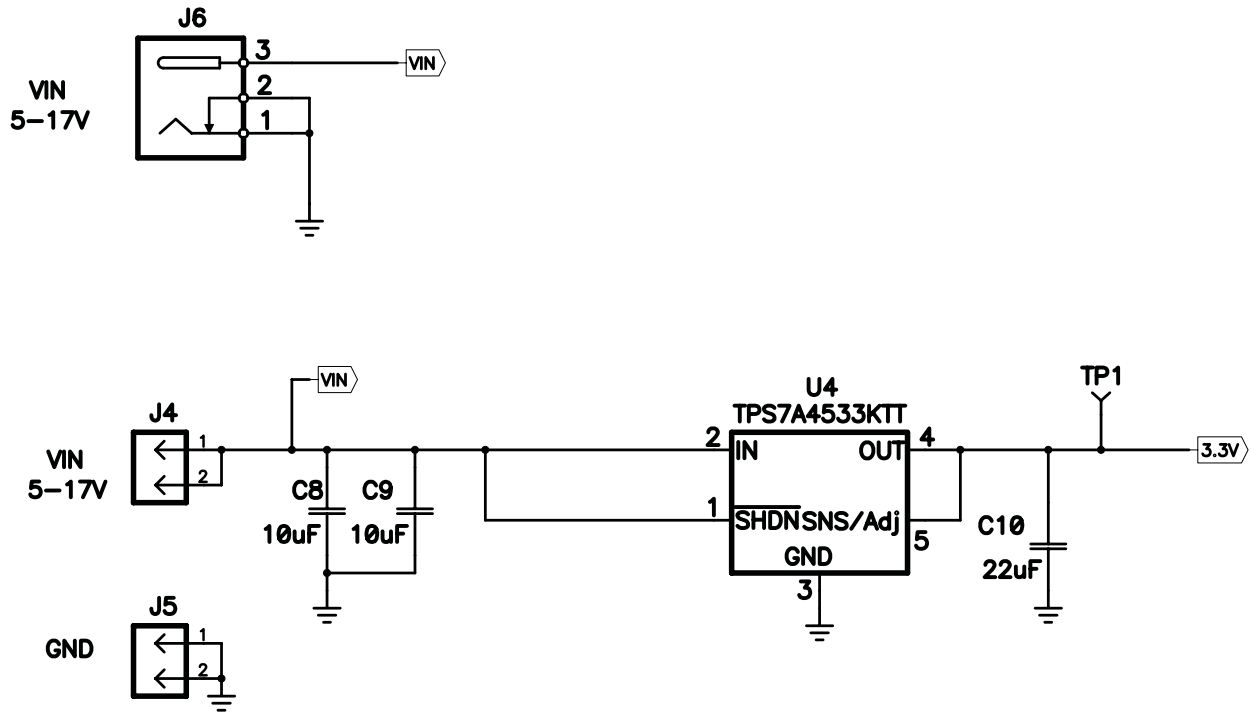 J6
3
VIN
VIN
5-17V
2
1
VIN
J4
VIN
5-17V
1
2
C8
10uF
C9
10uF
U4
TPS7A4533KTT
2
IN
OUT
4
1
SHDN
SNS/Adj
5
GND
3
TP1
3.3V
C10
22uF
J5
GND
1
2